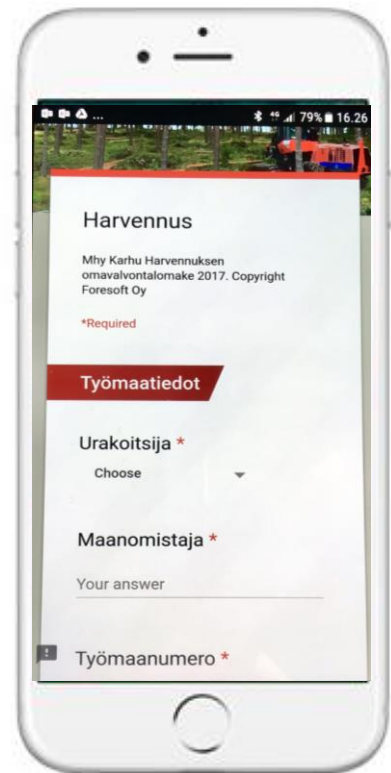 ... 4G 79% 16.26
Harvennus
Mhy Karhu Harvennuksen
omavalvontalomake 2017. Copyright
Foresoft Oy
*Required
Työmaatiedot
Urakoitsija *
Choose
Maanomistaja *
Your answer
Työmaanumero *